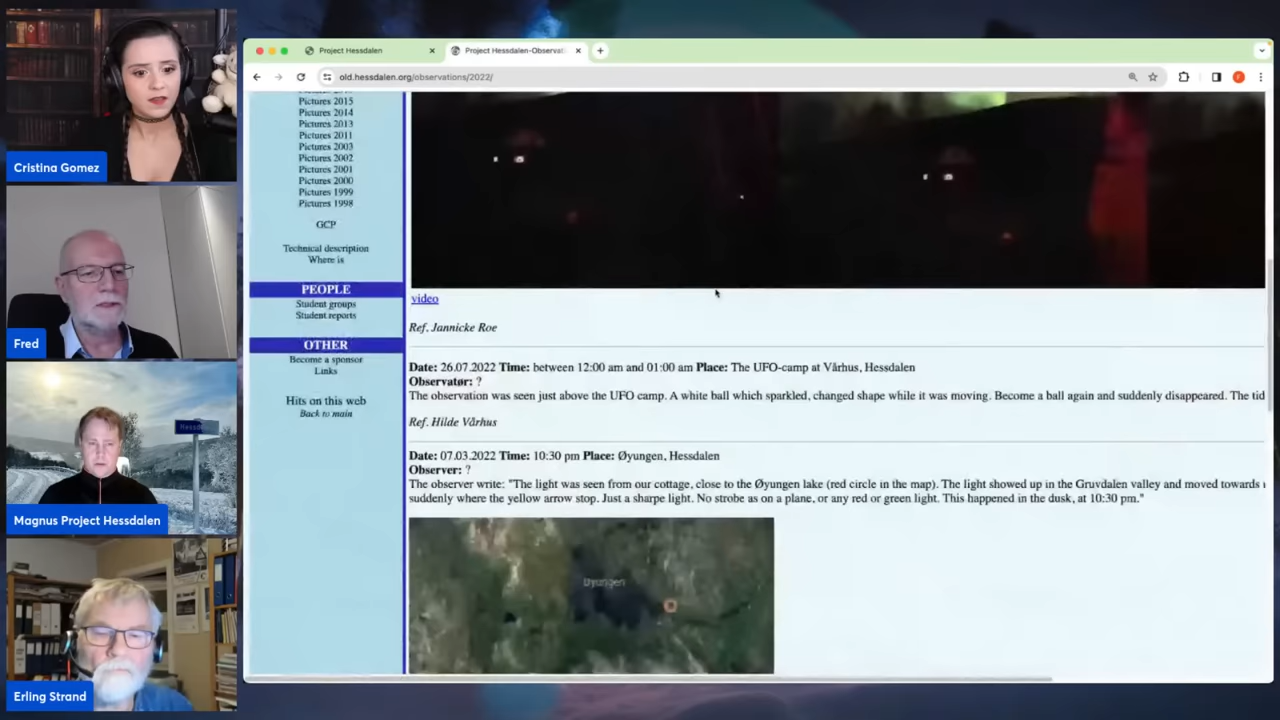 Cristina Gomez
Fred
Magnus Project Hessdalen
Erling Strand
Project Hessdalen
Project Hessdalen-Observat
old.hessdalen.org/observations/2022/
Pictures 2015
Pictures 2014
Pictures 2013
Pictures 2011
Pictures 2003
Pictures 2002
Pictures 2001
Pictures 2000
Pictures 1999
Pictures 1998
GCP
Technical description
Where is
PEOPLE
Student groups
Student reports
OTHER
Become a sponsor
Links
Hits on this web
Back to main
video
Ref. Jannicke Roe
Date: 26.07.2022 Time: between 12:00 am and 01:00 am Place: The UFO-camp at Vårhus, Hessdalen
Observatør: ?
The observation was seen just above the UFO camp. A white ball which sparkled, changed shape while it was moving. Become a ball again and suddenly disappeared. The tid
Ref. Hilde Vårhus
Date: 07.03.2022 Time: 10:30 pm Place: Øyungen, Hessdalen
Observer: ?
The observer write: "The light was seen from our cottage, close to the Øyungen lake (red circle in the map). The light showed up in the Gruvdalen valley and moved towards
suddenly where the yellow arrow stop. Just a sharpe light. No strobe as on a plane, or any red or green light. This happened in the dusk, at 10:30 pm."
Øyungen